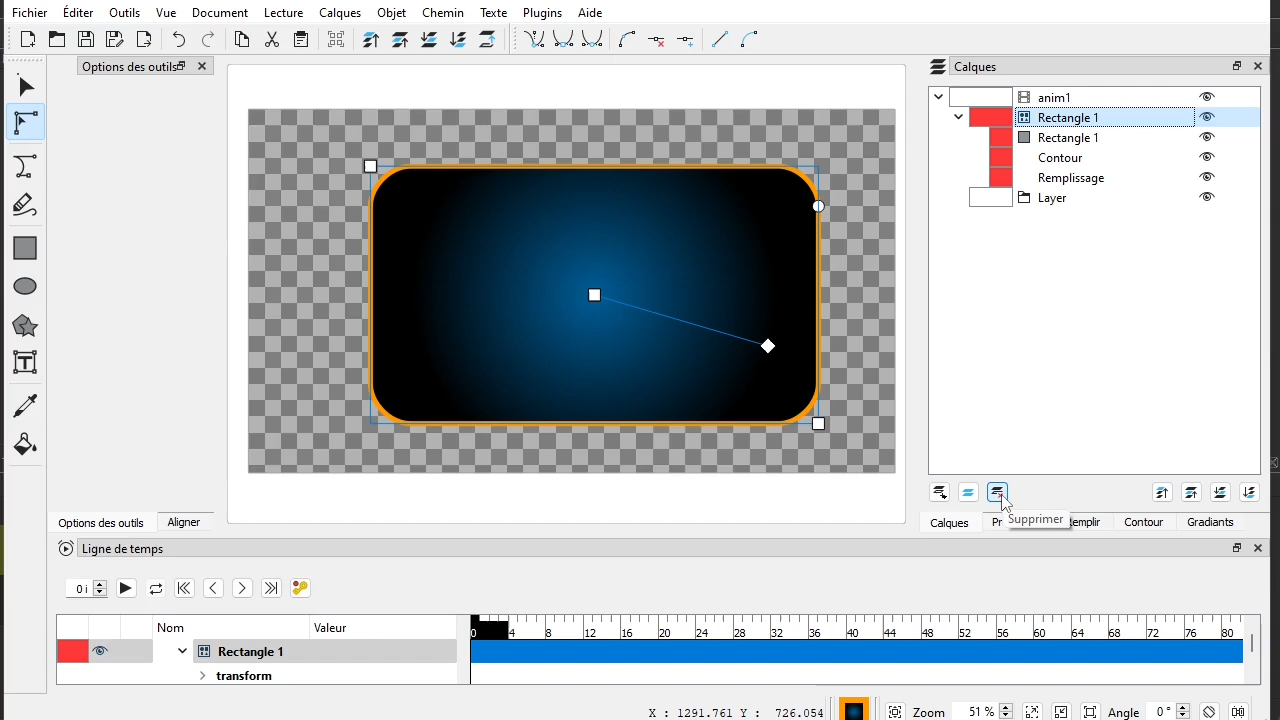 Fichier Éditer Outils Vue Document Lecture Calques Objet Chemin Texte Plugins Aide
Options des outils
Calques
anim1
Rectangle 1
Rectangle 1
Contour
Remplissage
Layer
Supprimer
Options des outils Aligner
Calques Pr emplir Contour Gradiants
Ligne de temps
0 i
Nom Valeur
0 4 8 12 16 20 24 28 32 36 40 44 48 52 56 60 64 68 72 76 80
Rectangle 1
transform
X : 1291.761 Y : 726.054 Zoom 51 % Angle 0°